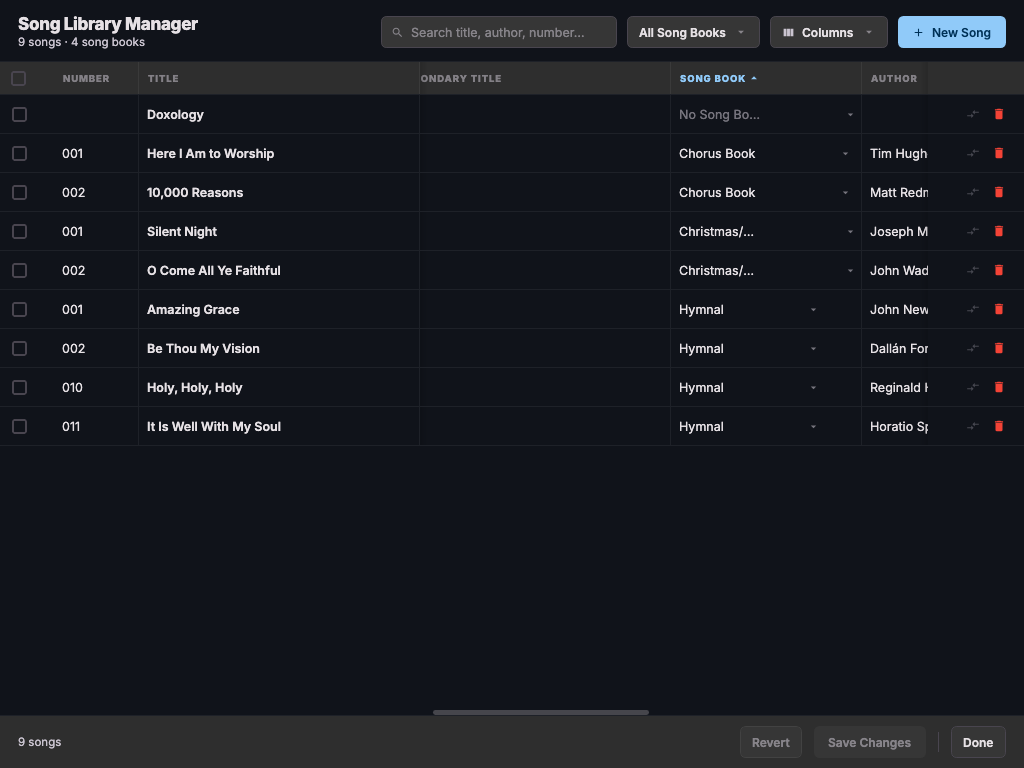 Song Library Manager
9 songs · 4 song books
Search title, author, number...
All Song Books
Columns
+ New Song
NUMBER TITLE ONDARY TITLE SONG BOOK AUTHOR
Doxology No Song Bo...
001 Here I Am to Worship Chorus Book Tim Hugh
002 10,000 Reasons Chorus Book Matt Redm
001 Silent Night Christmas/... Joseph M
002 O Come All Ye Faithful Christmas/... John Wad
001 Amazing Grace Hymnal John New
002 Be Thou My Vision Hymnal Dallán For
010 Holy, Holy, Holy Hymnal Reginald H
011 It Is Well With My Soul Hymnal Horatio Sp
9 songs
Revert
Save Changes
Done